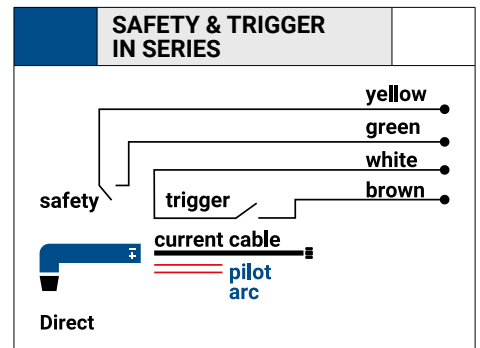 SAFETY & TRIGGER
IN SERIES
yellow
green
white
brown
safety
trigger
current cable
pilot
arc
Direct